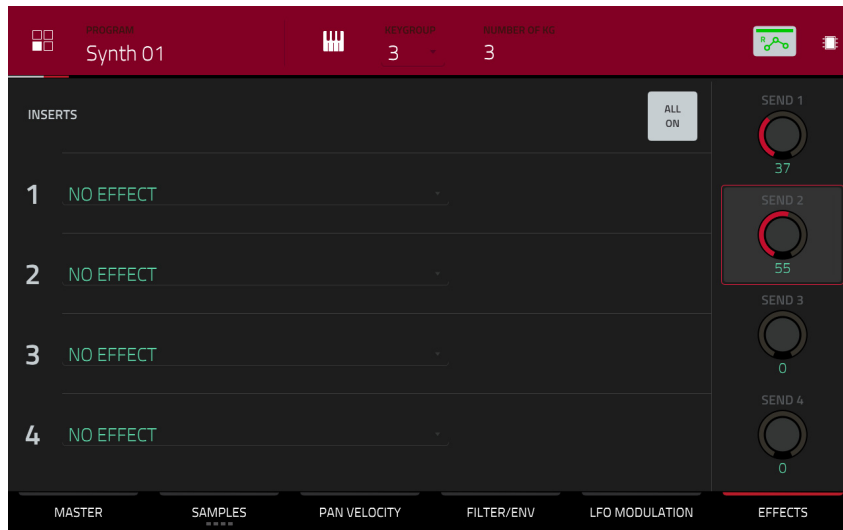 PROGRAM KEYGROUP NUMBER OF KG
Synth 01 3 3
R
INSERTS
ALL
ON
1 NO EFFECT
2 NO EFFECT
3 NO EFFECT
4 NO EFFECT
SEND 1
37
SEND 2
55
SEND 3
0
SEND 4
0
MASTER SAMPLES PAN VELOCITY FILTER/ENV LFO MODULATION EFFECTS